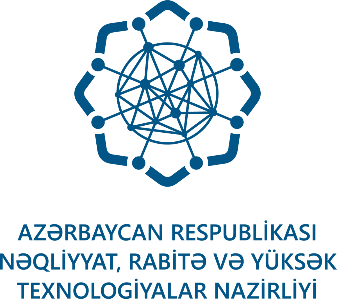 AZƏRBAYCAN RESPUBLİKASI
NƏQLİYYAT, RABİTƏ VƏ YÜKSƏK
TEXNOLOGİYALAR NAZİRLİYİ